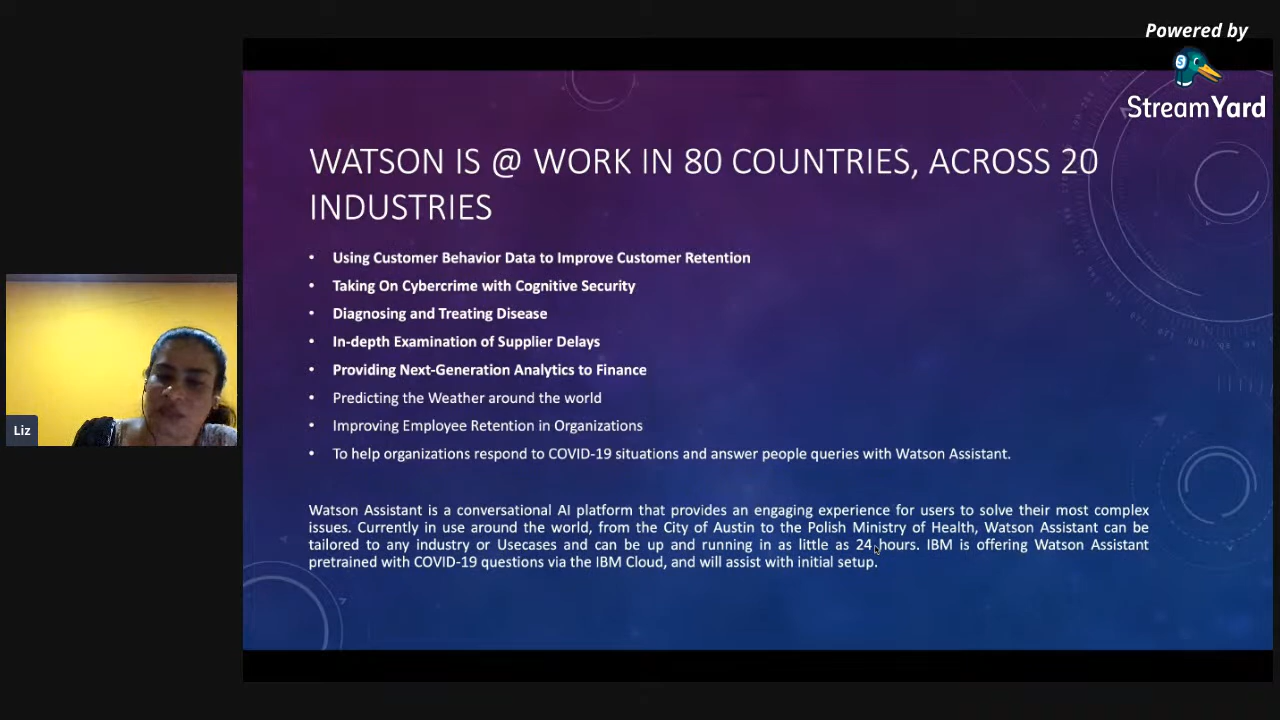 Powered by
StreamYard
WATSON IS @ WORK IN 80 COUNTRIES, ACROSS 20
INDUSTRIES
• Using Customer Behavior Data to Improve Customer Retention
• Taking On Cybercrime with Cognitive Security
• Diagnosing and Treating Disease
• In-depth Examination of Supplier Delays
• Providing Next-Generation Analytics to Finance
• Predicting the Weather around the world
• Improving Employee Retention in Organizations
• To help organizations respond to COVID-19 situations and answer people queries with Watson Assistant.
Watson Assistant is a conversational AI platform that provides an engaging experience for users to solve their most complex
issues. Currently in use around the world, from the City of Austin to the Polish Ministry of Health, Watson Assistant can be
tailored to any industry or Usecases and can be up and running in as little as 24 hours. IBM is offering Watson Assistant
pretrained with COVID-19 questions via the IBM Cloud, and will assist with initial setup.
Liz